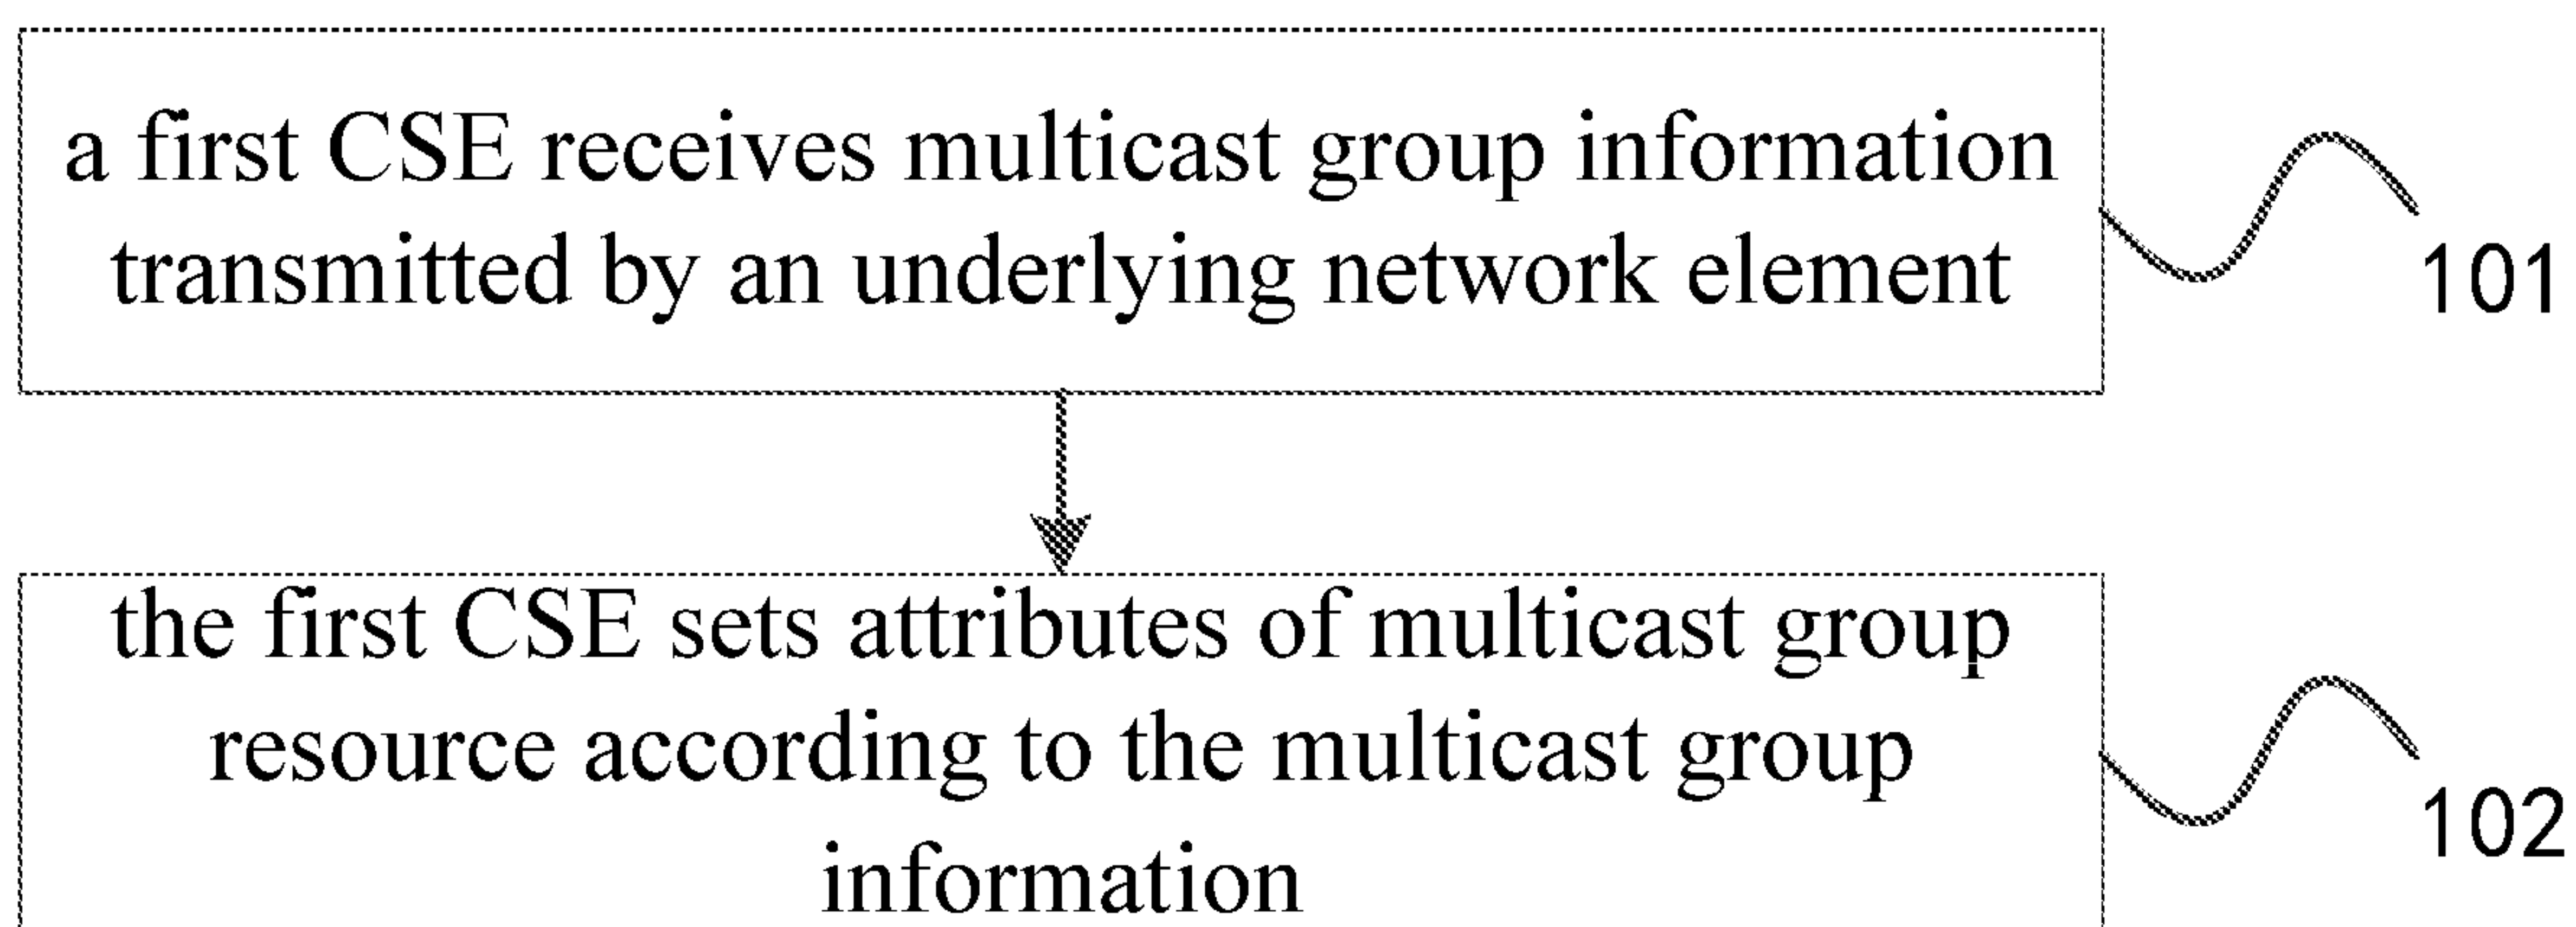 a first CSE receives multicast group information
transmitted by an underlying network element
101
the first CSE sets attributes of multicast group
resource according to the multicast group
information
102